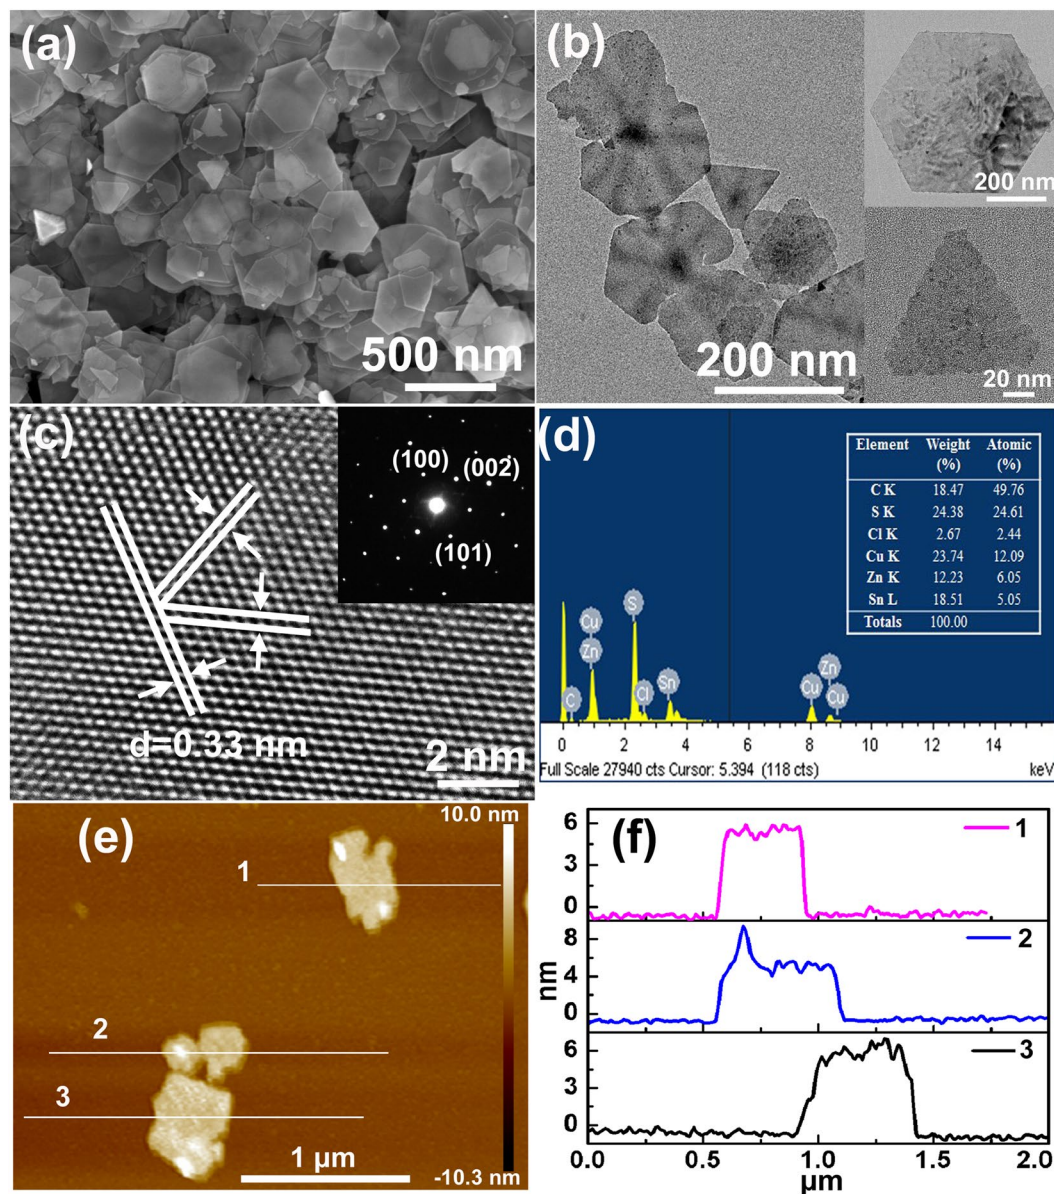 (a)
500 nm
(b)
200 nm
200 nm
20 nm
(c)
(100)
(002)
(101)
d=0.33 nm
2 nm
(d)
Element Weight (%) Atomic (%)
C K 18.47 49.76
S K 24.38 24.61
Cl K 2.67 2.44
Cu K 23.74 12.09
Zn K 12.23 6.05
Sn L 18.51 5.05
Totals 100.00
C
Cu
Zn
S
Cl
Sn
Cu
Zn
Cu
0 2 4 6 8 10 12 14
Full Scale 27940 cts Cursor: 5.394 (118 cts)
keV
(e)
10.0 nm
1
2
3
1 µm
-10.3 nm
(f)
6
3
0
1
8
4
0
2
6
3
0
3
nm
0.0 0.5 1.0 1.5 2.0
µm